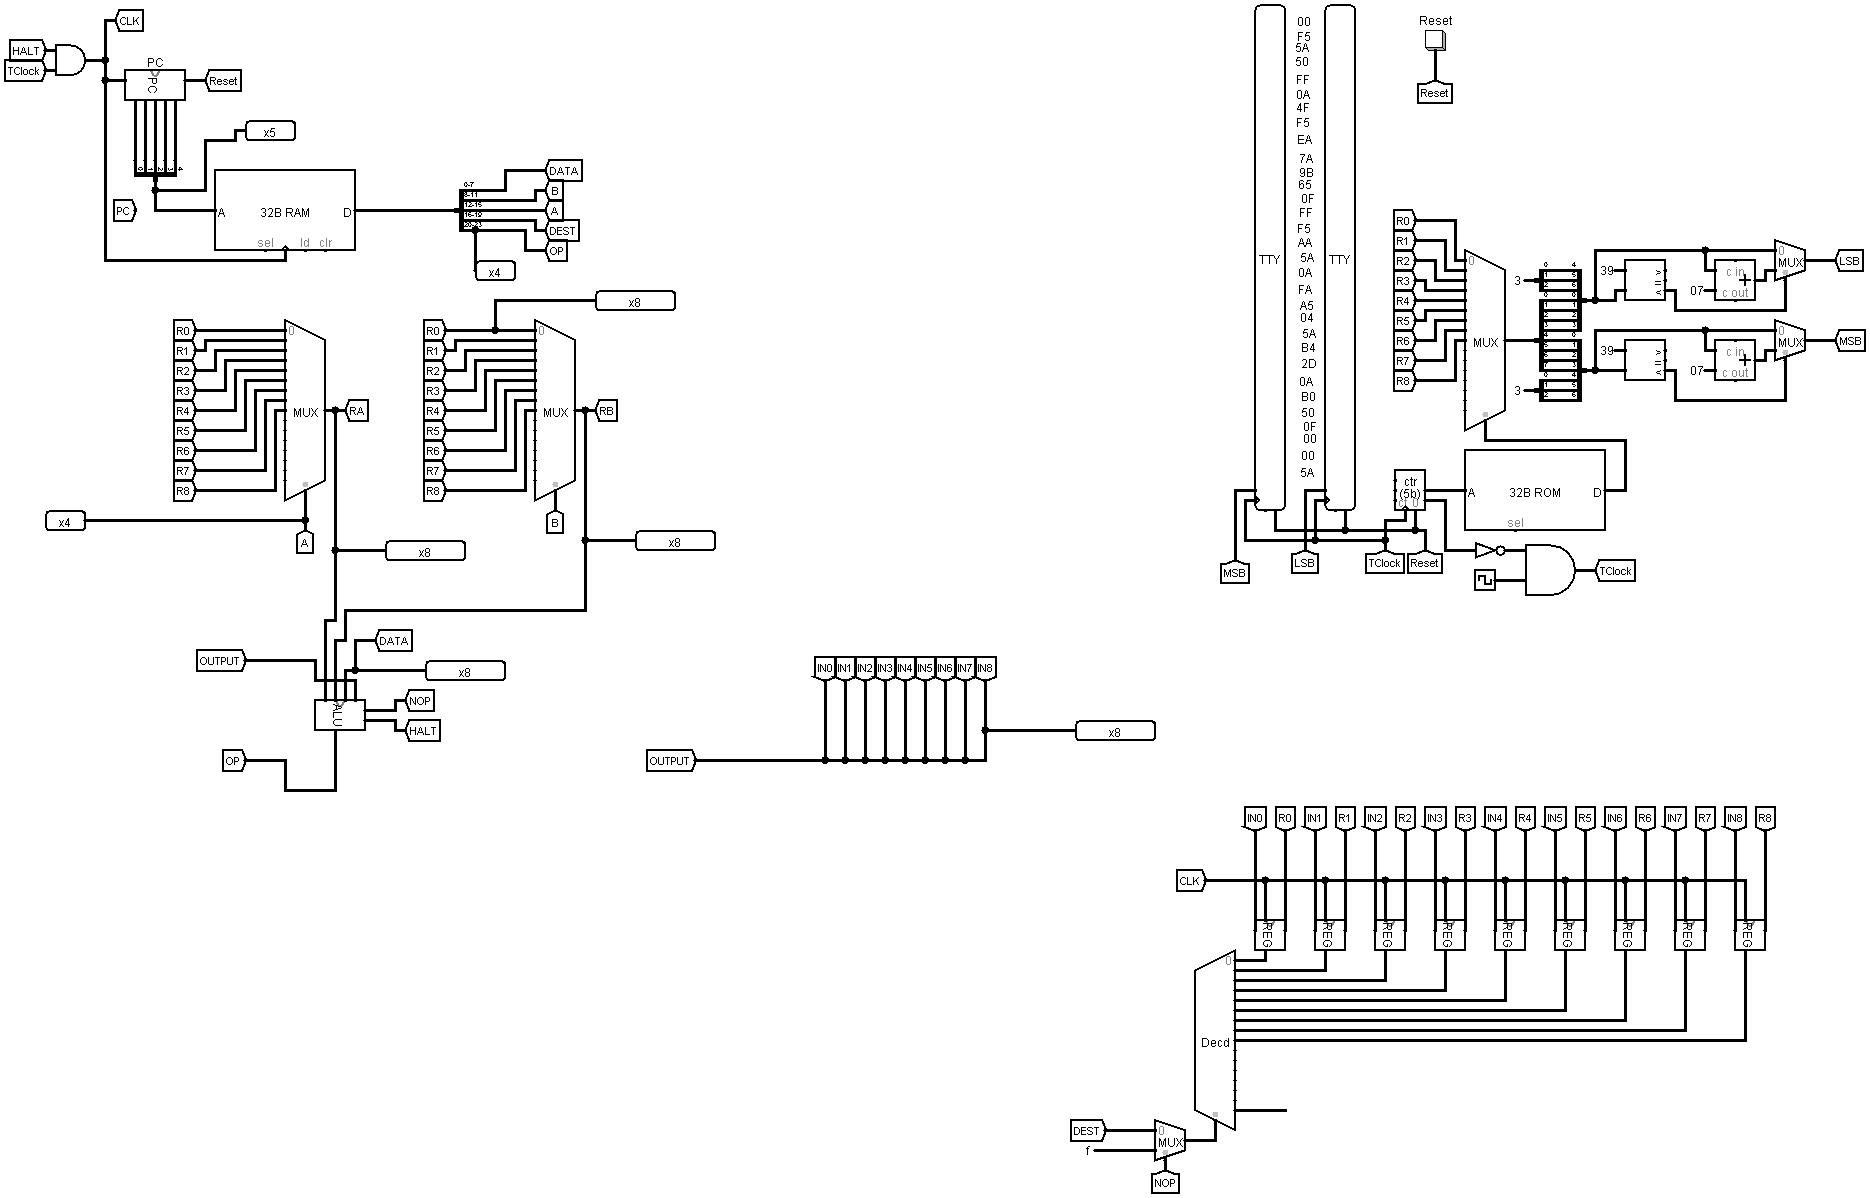 CLK
HALT
TClock
PC
PC
Reset
x5
PC
A 32B RAM D
sel ld clr
0-7
8-11
12-15
16-19
20-23
DATA
B
A
DEST
OP
x4
R0
R1
R2
R3
R4
R5
R6
R7
R8
0
MUX
RA
x4
A
x8
x8
R0
R1
R2
R3
R4
R5
R6
R7
R8
0
MUX
RB
B
x8
OUTPUT
DATA
x8
ALU
NOP
HALT
OP
IN0 IN1 IN2 IN3 IN4 IN5 IN6 IN7 IN8
x8
OUTPUT
TTY
TTY
00
F5
5A
50
FF
0A
4F
F5
EA
7A
9B
65
0F
FF
F5
AA
5A
0A
FA
A5
04
5A
B4
2D
0A
B0
50
0F
00
00
5A
Reset
Reset
R0
R1
R2
R3
R4
R5
R6
R7
R8
0
MUX
3
3
39
07
c in
+
c out
0
MUX
LSB
39
07
c in
+
c out
0
MUX
MSB
ctr
(5b)
A 32B ROM D
sel
MSB
LSB
TClock
Reset
TClock
IN0 R0 IN1 R1 IN2 R2 IN3 R3 IN4 R4 IN5 R5 IN6 R6 IN7 R7 IN8 R8
CLK
REG REG REG REG REG REG REG REG REG
0
Decd
DEST
f
0
MUX
NOP